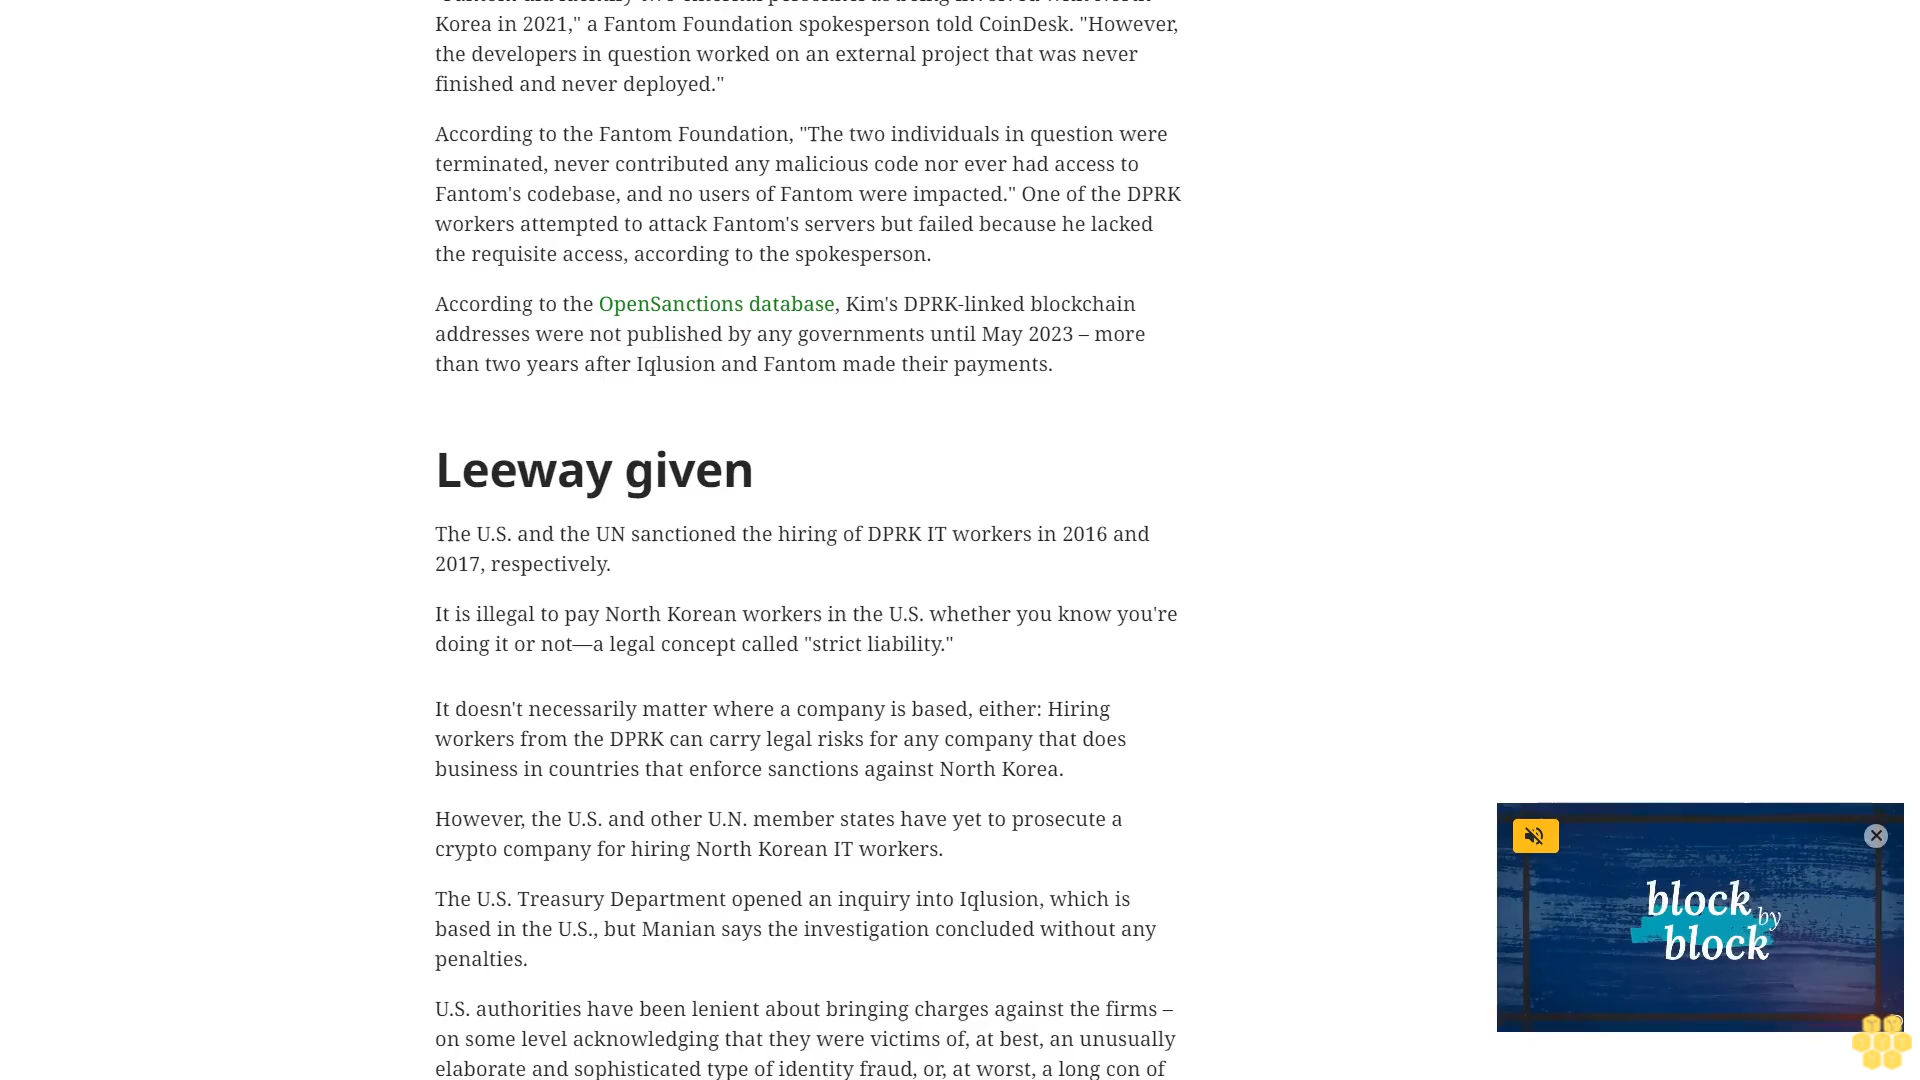 Korea in 2021," a Fantom Foundation spokesperson told CoinDesk. "However,
the developers in question worked on an external project that was never
finished and never deployed."
According to the Fantom Foundation, "The two individuals in question were
terminated, never contributed any malicious code nor ever had access to
Fantom's codebase, and no users of Fantom were impacted." One of the DPRK
workers attempted to attack Fantom's servers but failed because he lacked
the requisite access, according to the spokesperson.
According to the OpenSanctions database, Kim's DPRK-linked blockchain
addresses were not published by any governments until May 2023 – more
than two years after Iqlusion and Fantom made their payments.
Leeway given
The U.S. and the UN sanctioned the hiring of DPRK IT workers in 2016 and
2017, respectively.
It is illegal to pay North Korean workers in the U.S. whether you know you're
doing it or not—a legal concept called "strict liability."
It doesn't necessarily matter where a company is based, either: Hiring
workers from the DPRK can carry legal risks for any company that does
business in countries that enforce sanctions against North Korea.
However, the U.S. and other U.N. member states have yet to prosecute a
crypto company for hiring North Korean IT workers.
The U.S. Treasury Department opened an inquiry into Iqlusion, which is
based in the U.S., but Manian says the investigation concluded without any
penalties.
U.S. authorities have been lenient about bringing charges against the firms –
on some level acknowledging that they were victims of, at best, an unusually
elaborate and sophisticated type of identity fraud, or, at worst, a long con of
block
by
block